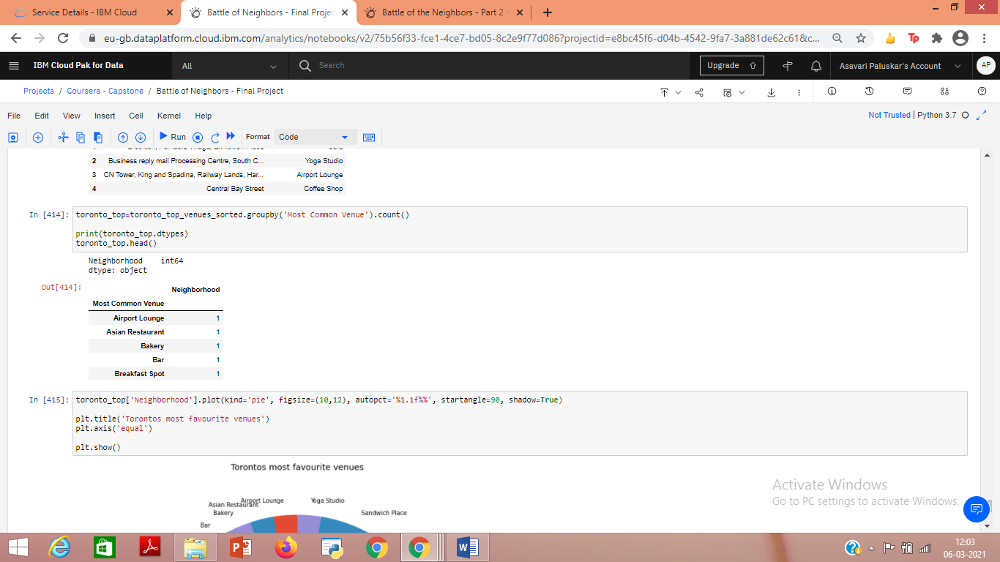 Service Details - IBM Cloud
Battle of Neighbors - Final Projec
Battle of the Neighbors - Part 2 -
eu-gb.dataplatform.cloud.ibm.com/analytics/notebooks/v2/75b56f33-fce1-4ce7-bd05-8c2e9f77d086?projectid=e8bc45f6-d04b-4542-9fa7-3a881de62c61&c...
IBM Cloud Pak for Data
All
Search
Upgrade
Asavari Paluskar's Account
AP
Projects / Coursera - Capstone / Battle of Neighbors - Final Project
File Edit View Insert Cell Kernel Help
Not Trusted | Python 3.7
Run
Format
Code
2 Business reply mail Processing Centre, South C... Yoga Studio
3 CN Tower, King and Spadina, Railway Lands, Har... Airport Lounge
4 Central Bay Street Coffee Shop
In [414]: toronto_top=toronto_top_venues_sorted.groupby('Most Common Venue').count()
print(toronto_top.dtypes)
toronto_top.head()
Neighborhood int64
dtype: object
Out[414]:
Neighborhood
Most Common Venue
Airport Lounge 1
Asian Restaurant 1
Bakery 1
Bar 1
Breakfast Spot 1
In [415]: toronto_top['Neighborhood'].plot(kind='pie', figsize=(10,12), autopct='%1.1f%%', startangle=90, shadow=True)
plt.title('Torontos most favourite venues')
plt.axis('equal')
plt.show()
Torontos most favourite venues
Airport Lounge
Yoga Studio
Asian Restaurant
Bakery
Sandwich Place
Bar
Activate Windows
Go to PC settings to activate Windows.
12:03
06-03-2021